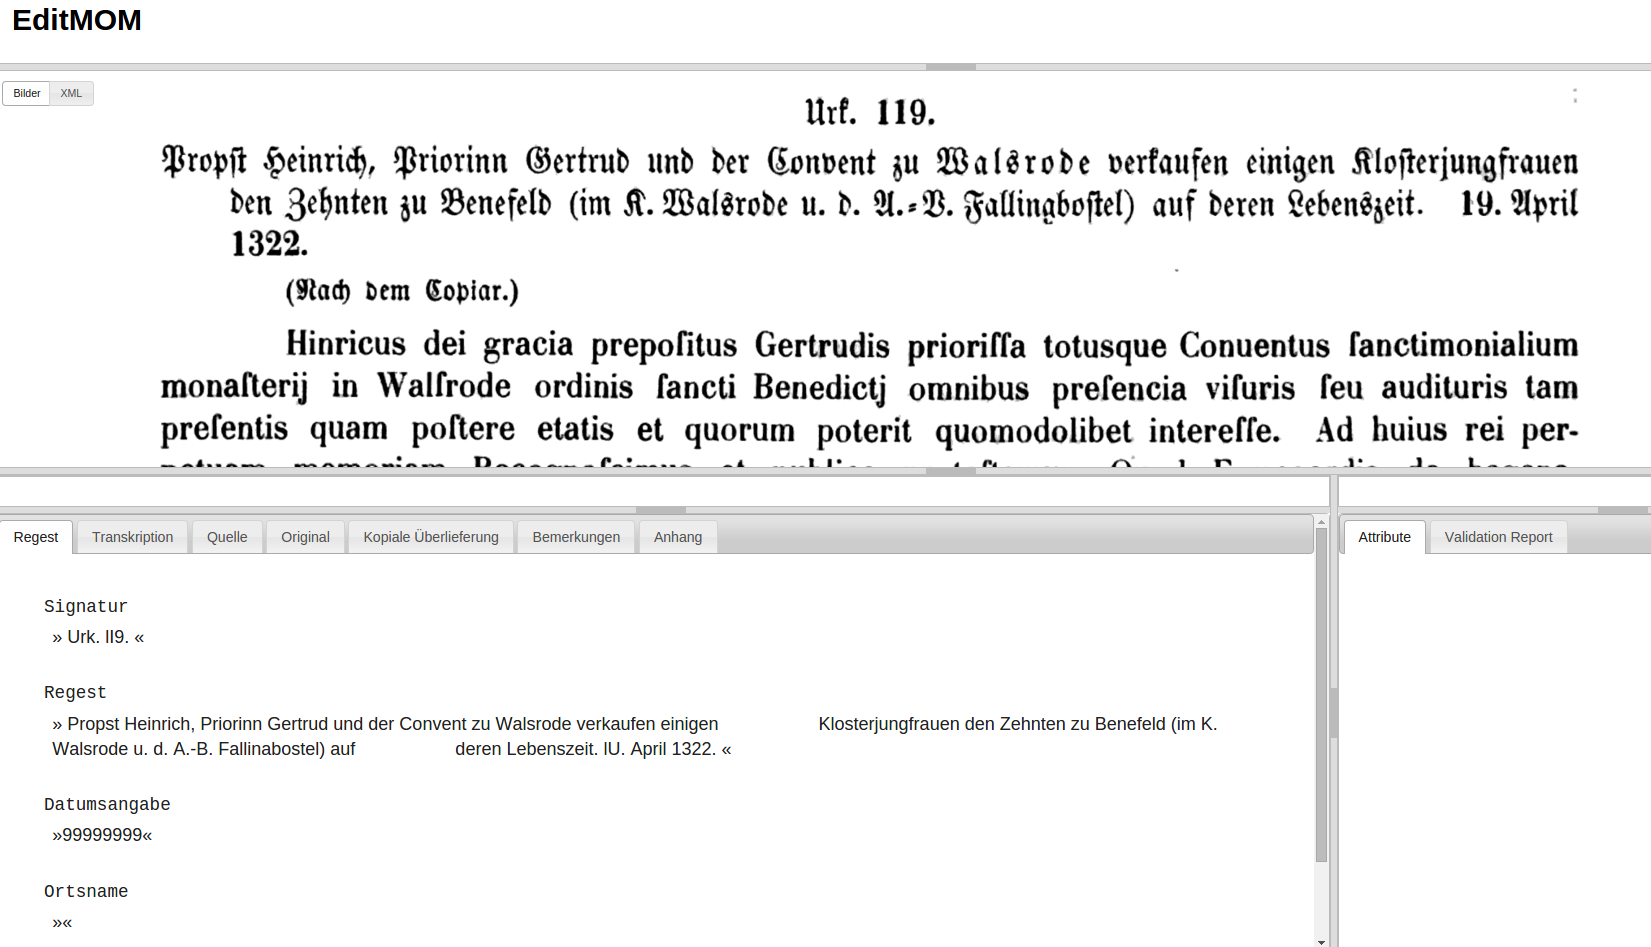 EditMOM
Bilder XML
Urk. 119.
Propſt Heinrich, Priorinn Gertrud und der Convent zu Walsrode verkaufen einigen Kloſterjungfrauen
den Zehnten zu Benefeld (im K. Walsrode u. d. A.=V. Fallingboſtel) auf deren Lebenszeit. 19. April
1322.
(Nach dem Copiar.)
Hinricus dei gracia prepoſitus Gertrudis prioriſſa totusque Conuentus ſanctimonialium
monaſterij in Walſrode ordinis ſancti Benedictj omnibus preſencia viſuris ſeu audituris tam
preſentis quam poſtere etatis et quorum poterit quomodolibet intereſſe. Ad huius rei per-
Regest Transkription Quelle Original Kopiale Überlieferung Bemerkungen Anhang
Attribute Validation Report
Signatur
» Urk. lI9. «
Regest
» Propst Heinrich, Priorinn Gertrud und der Convent zu Walsrode verkaufen einigen Klosterjungfrauen den Zehnten zu Benefeld (im K.
Walsrode u. d. A.-B. Fallinabostel) auf deren Lebenszeit. lU. April 1322. «
Datumsangabe
»99999999«
Ortsname
»«